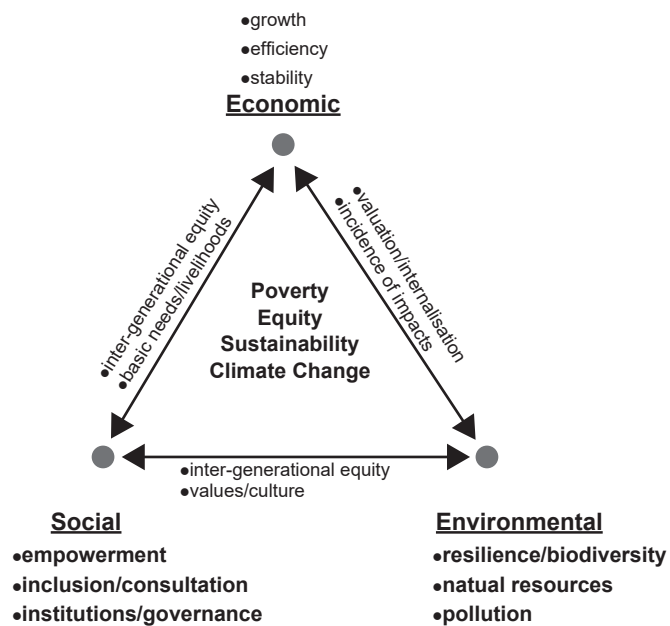 ●growth
●efficiency
●stability
Economic
●inter-generational equity
●basic needs/livelihoods
●valuation/internalisation
●incidence of impacts
Poverty
Equity
Sustainability
Climate Change
●inter-generational equity
●values/culture
Social
●empowerment
●inclusion/consultation
●institutions/governance
Environmental
●resilience/biodiversity
●natual resources
●pollution